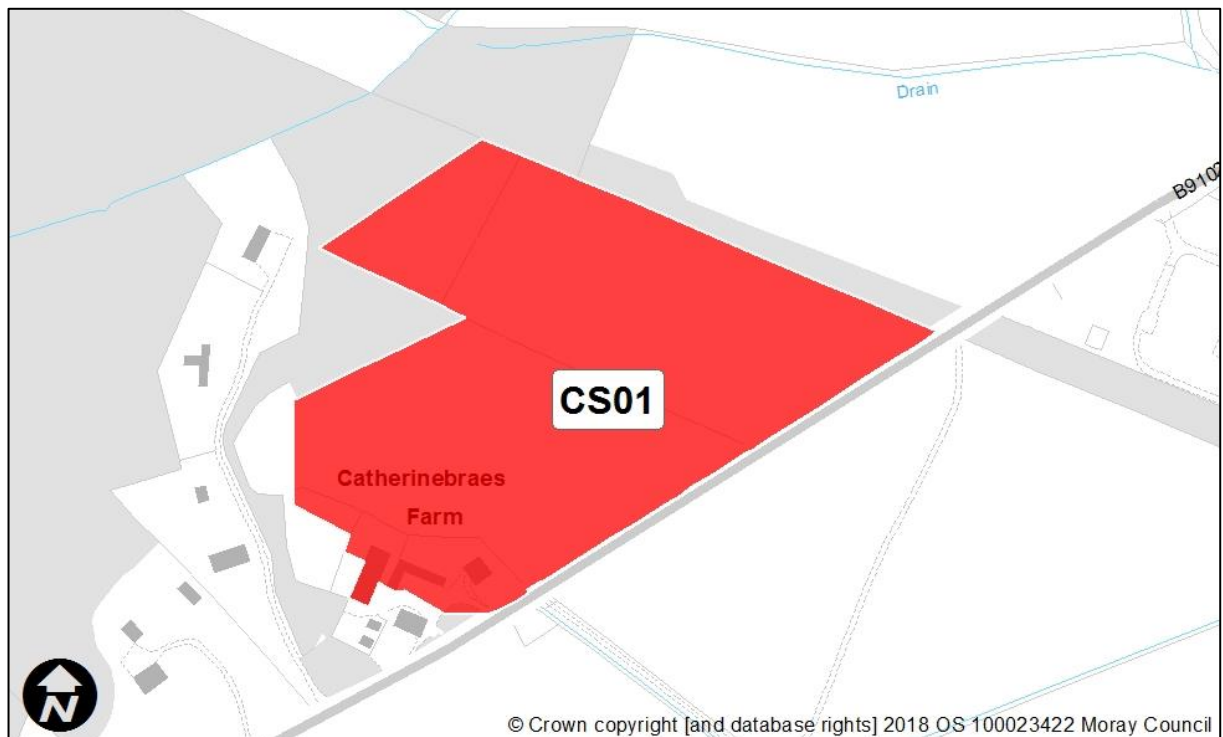 Drain
B9102
CS01
Catherinebraes
Farm
N
© Crown copyright [and database rights] 2018 OS 100023422 Moray Council